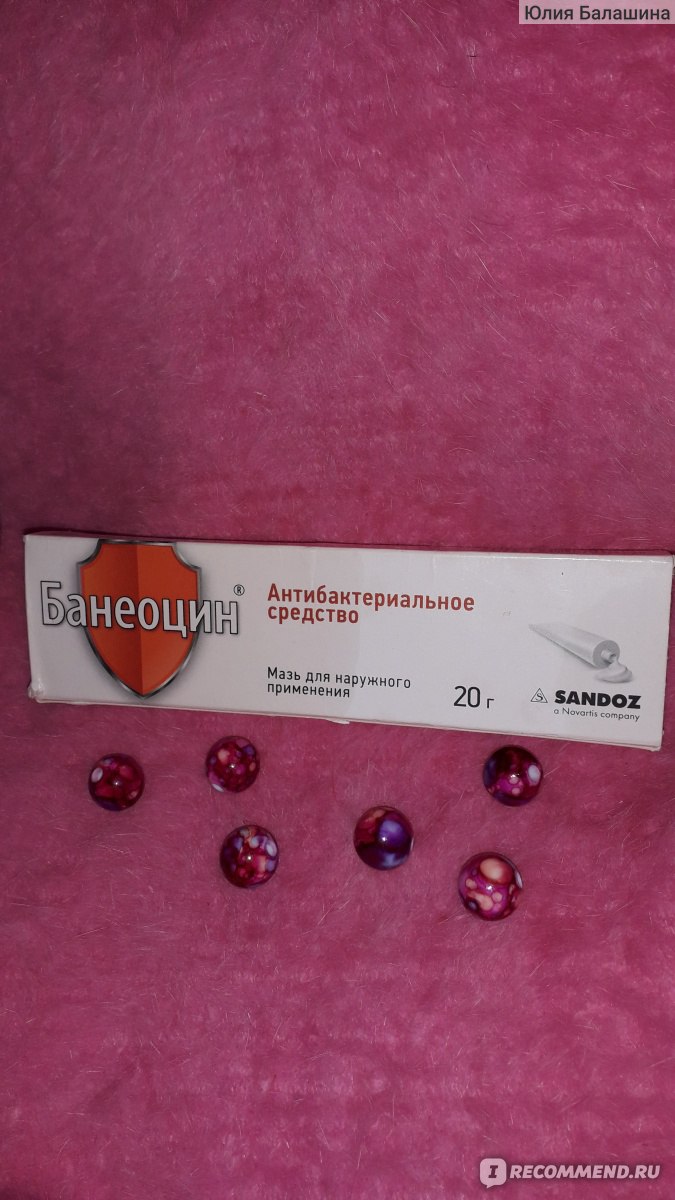 Юлия Балашина
Банеоцин®
Антибактериальное
средство
Мазь для наружного
применения
20 г
S SANDOZ
a Novartis company
I RECOMMEND.RU